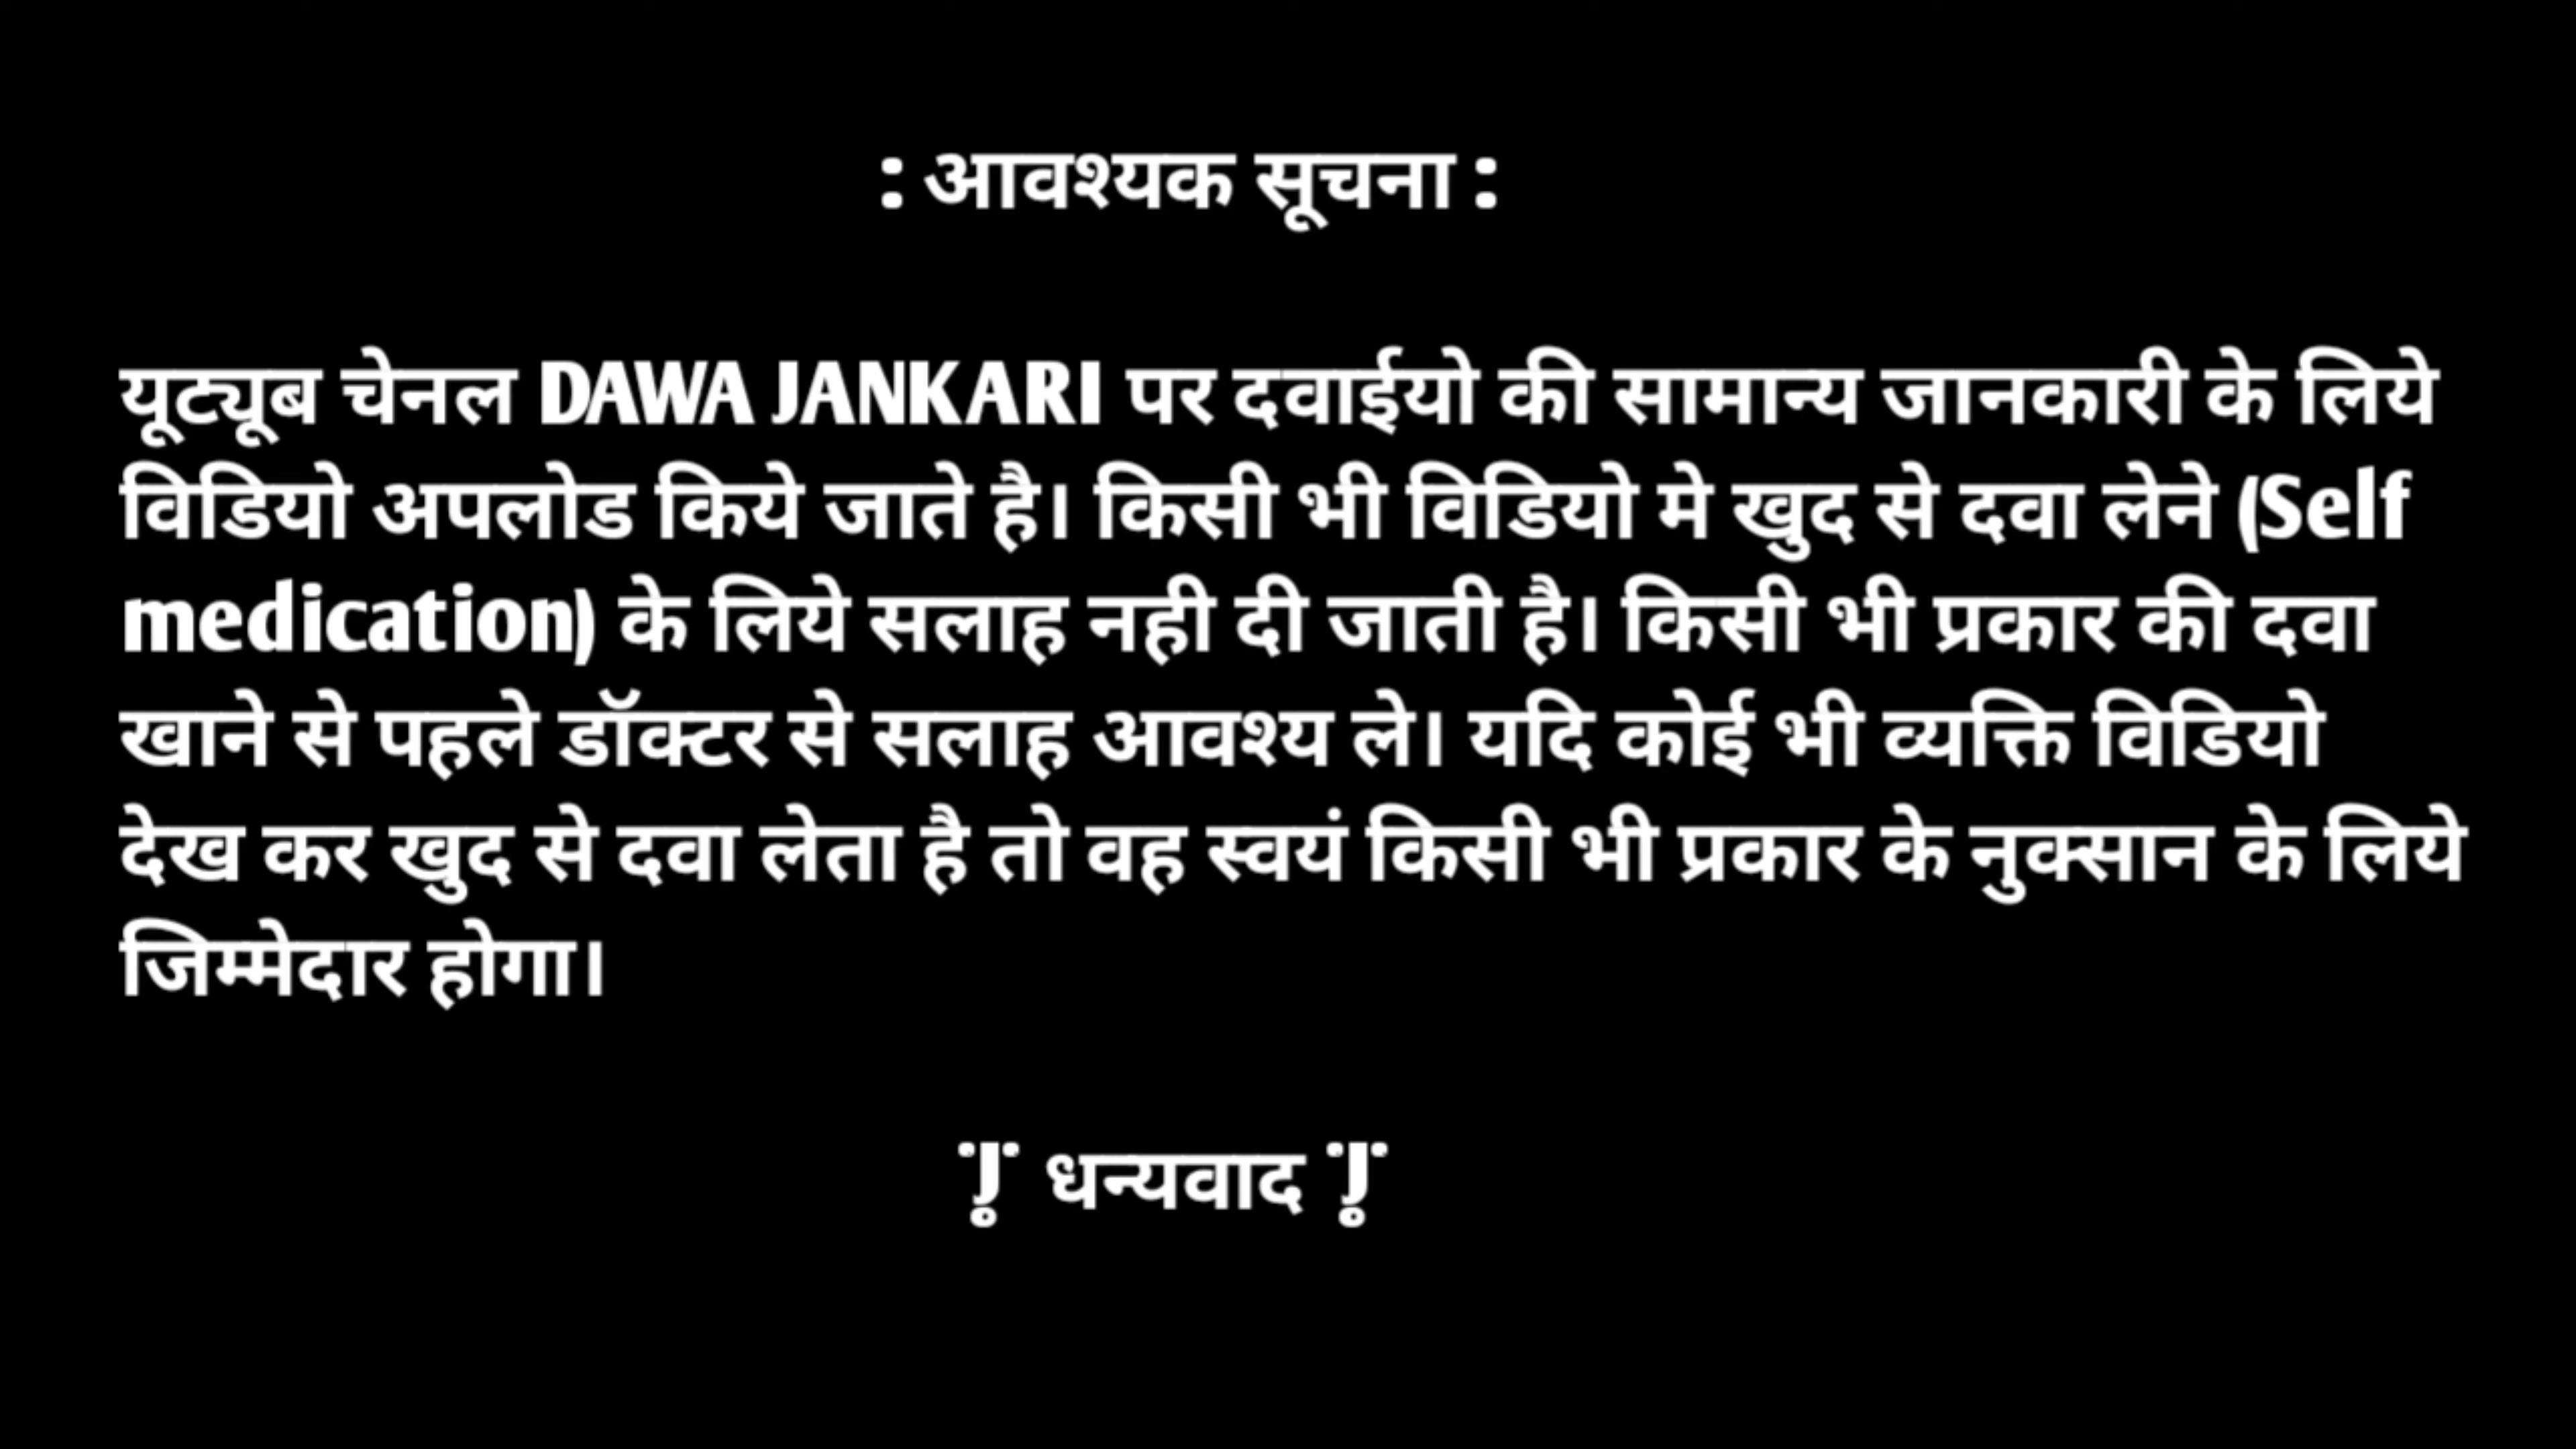 : आवश्यक सूचना :
यूट्यूब चेनल DAWA JANKARI पर दवाईयो की सामान्य जानकारी के लिये
विडियो अपलोड किये जाते है। किसी भी विडियो मे खुद से दवा लेने (Self
medication) के लिये सलाह नही दी जाती है। किसी भी प्रकार की दवा
खाने से पहले डॉक्टर से सलाह आवश्य ले। यदि कोई भी व्यक्ति विडियो
देख कर खुद से दवा लेता है तो वह स्वयं किसी भी प्रकार के नुक्सान के लिये
जिम्मेदार होगा।
धन्यवाद